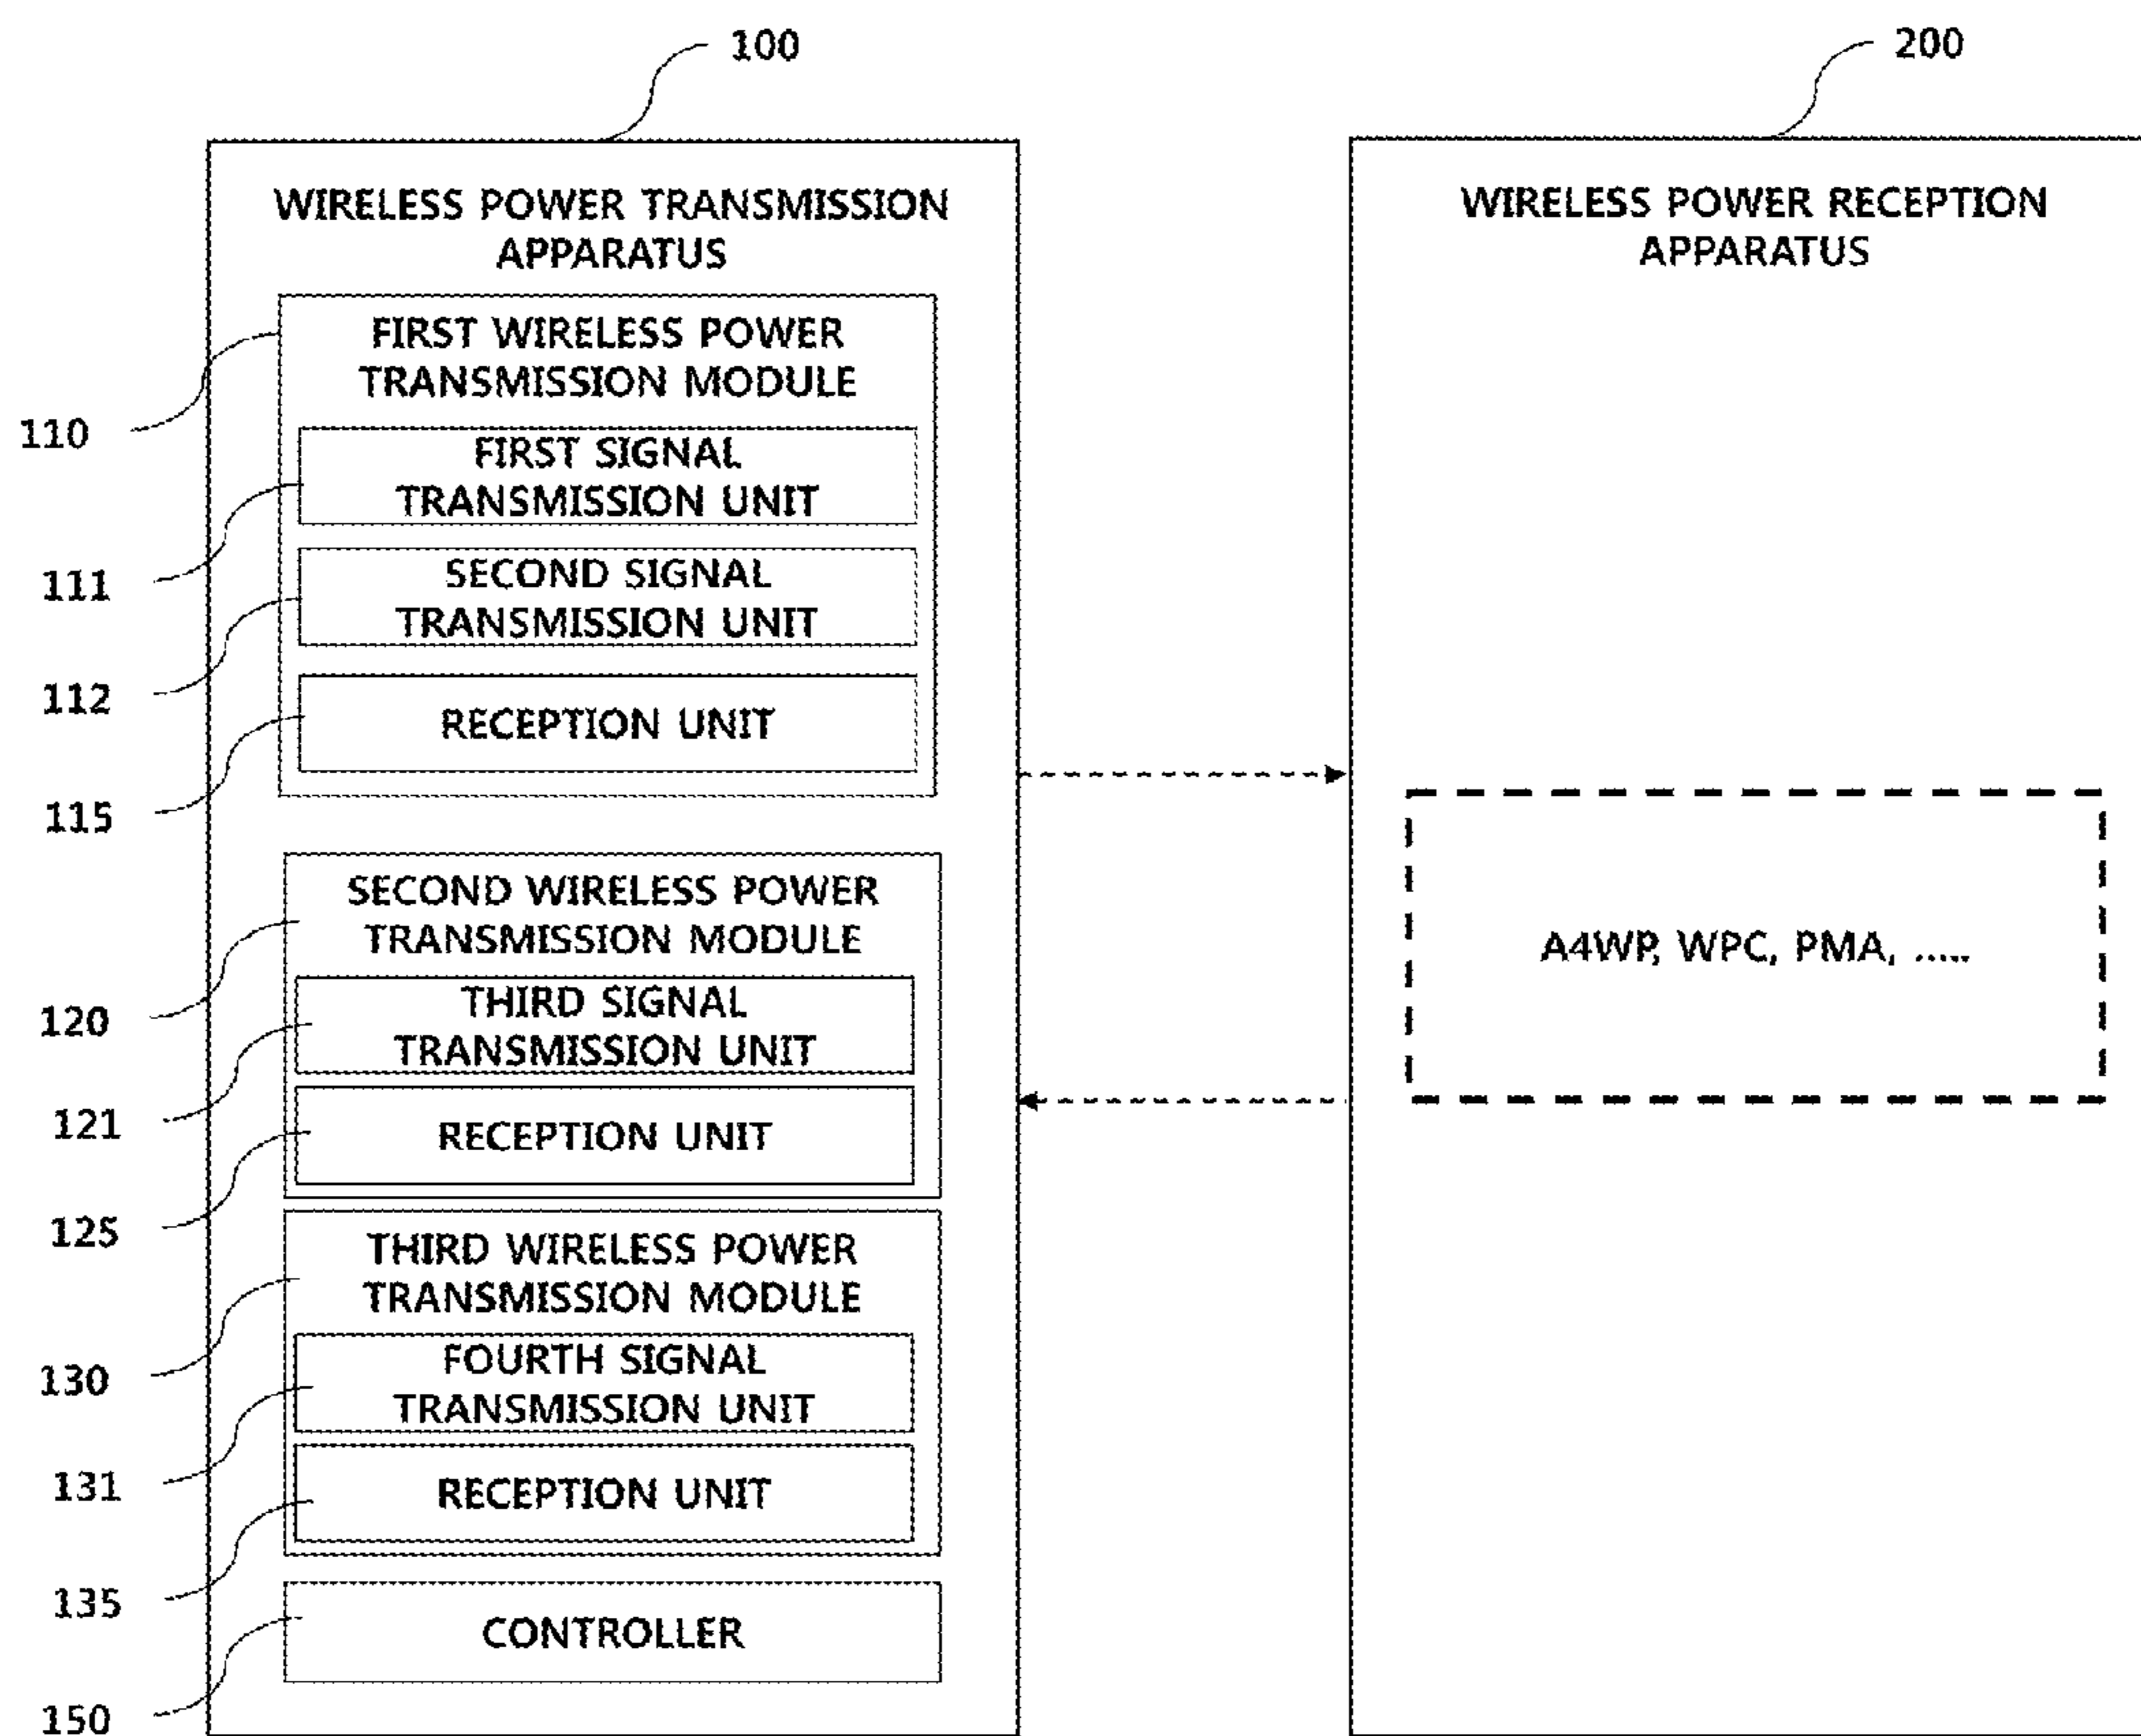 100
200
WIRELESS POWER TRANSMISSION
APPARATUS
WIRELESS POWER RECEPTION
APPARATUS
FIRST WIRELESS POWER
TRANSMISSION MODULE
110
FIRST SIGNAL
TRANSMISSION UNIT
111
SECOND SIGNAL
TRANSMISSION UNIT
112
RECEPTION UNIT
115
SECOND WIRELESS POWER
TRANSMISSION MODULE
A4WP, WPC, PMA, .....
120
THIRD SIGNAL
TRANSMISSION UNIT
121
RECEPTION UNIT
125
THIRD WIRELESS POWER
TRANSMISSION MODULE
130
FOURTH SIGNAL
TRANSMISSION UNIT
131
RECEPTION UNIT
135
CONTROLLER
150